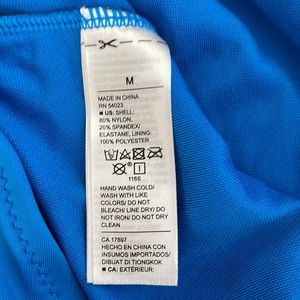 M
MADE IN CHINA
RN 54023
■ US: SHELL:
80% NYLON,
20% SPANDEX/
ELASTANE, LINING:
100% POLYESTER
1166
HAND WASH COLD/
WASH WITH LIKE
COLORS/ DO NOT
BLEACH/ LINE DRY/ DO
NOT IRON/ DO NOT DRY
CLEAN
CA 17897
HECHO EN CHINA CON
INSUMOS IMPORTADOS/
DIBUAT DI TIONGKOK
■ CA: EXTÉRIEUR: